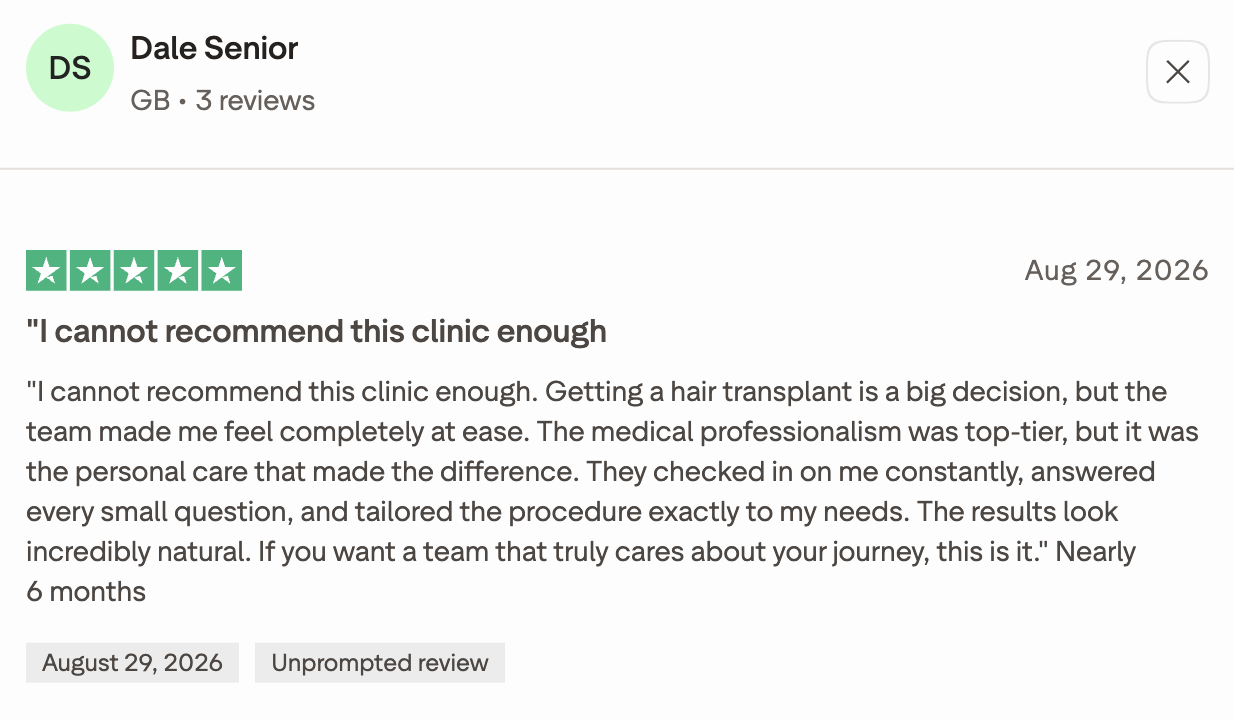 DS
Dale Senior
GB • 3 reviews
Aug 29, 2026
"I cannot recommend this clinic enough
"I cannot recommend this clinic enough. Getting a hair transplant is a big decision, but the
team made me feel completely at ease. The medical professionalism was top-tier, but it was
the personal care that made the difference. They checked in on me constantly, answered
every small question, and tailored the procedure exactly to my needs. The results look
incredibly natural. If you want a team that truly cares about your journey, this is it." Nearly
6 months
August 29, 2026
Unprompted review